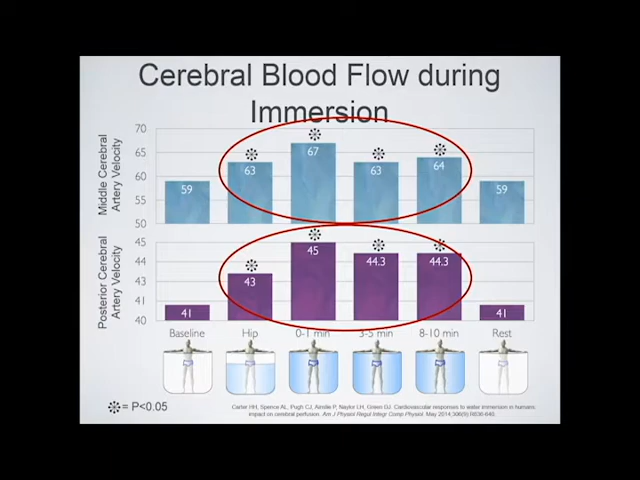 Cerebral Blood Flow during
Immersion
Middle Cerebral
Artery Velocity
70
65
60
55
50
59
63
67
63
64
59
Posterior Cerebral
Artery Velocity
45
44
43
41
40
41
43
45
44.3
44.3
41
Baseline
Hip
0-1 min
3-5 min
8-10 min
Rest
= P<0.05
Carter HH, Spence AL, Pugh CJ, Ainslie P, Naylor LH, Green DJ. Cardiovascular responses to water immersion in humans:
impact on cerebral perfusion. Am J Physiol Regul Integr Comp Physiol. May 2014;306(9):R636-640.